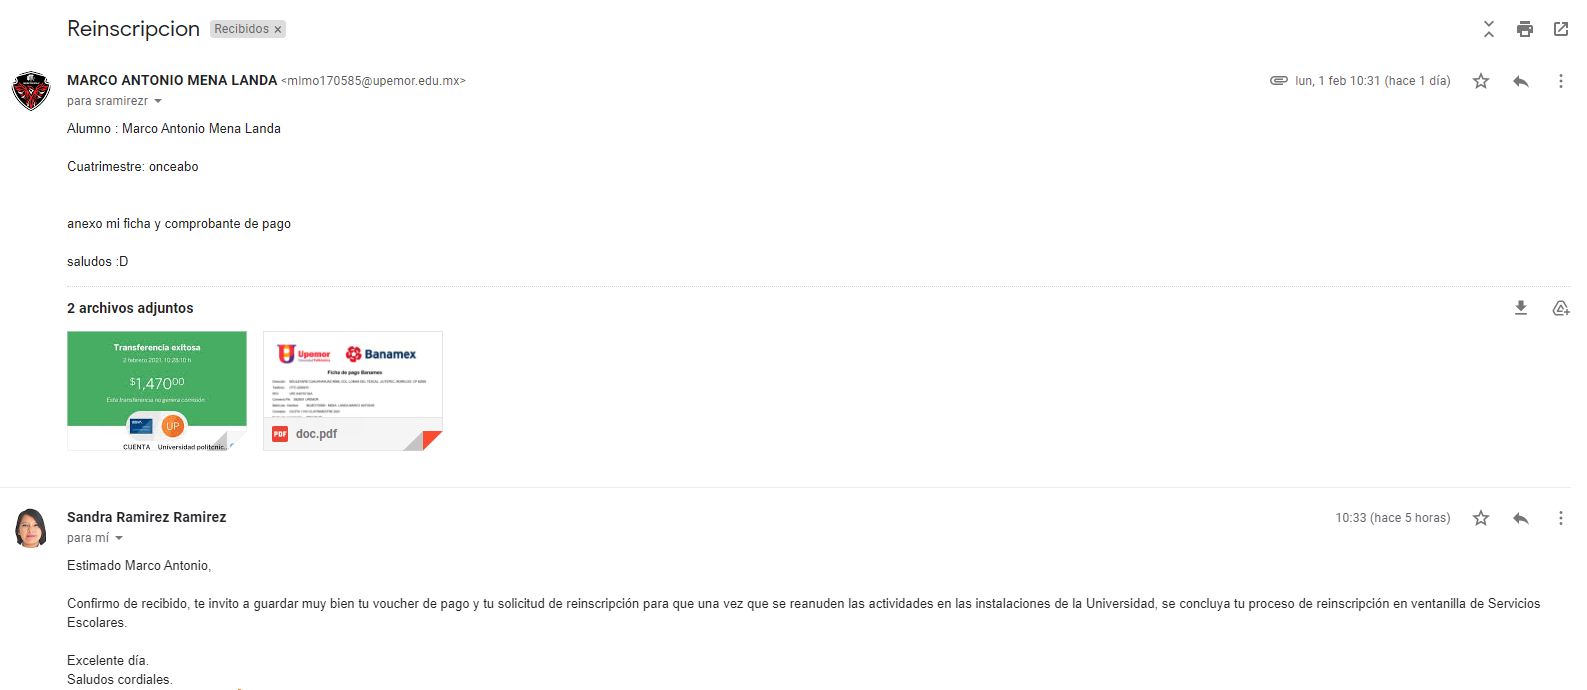 Reinscripcion Recibidos x
MARCO ANTONIO MENA LANDA <mlmo170585@upemor.edu.mx> lun, 1 feb 10:31 (hace 1 día)
para sramirezr
Alumno : Marco Antonio Mena Landa
Cuatrimestre: onceabo
anexo mi ficha y comprobante de pago
saludos :D
2 archivos adjuntos
Transferencia exitosa
2 febrero 2021, 10:28:10 h
$1,470⁰⁰
Esta transferencia no genera comisión.
UP
CUENTA Universidad politécnic..
Upemor Banamex
Ficha de pago Banamex
PDF doc.pdf
Sandra Ramirez Ramirez 10:33 (hace 5 horas)
para mí
Estimado Marco Antonio,
Confirmo de recibido, te invito a guardar muy bien tu voucher de pago y tu solicitud de reinscripción para que una vez que se reanuden las actividades en las instalaciones de la Universidad, se concluya tu proceso de reinscripción en ventanilla de Servicios
Escolares.
Excelente día.
Saludos cordiales.